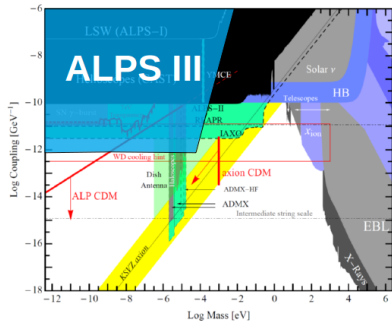 -6
-8
-10
-12
-14
-16
-18
Log Coupling [GeV⁻¹]
LSW (ALPS-I)
ALPS III
Solar ν
HB
Telescopes
ALPS-II
IAXO
WD cooling hint
axion CDM
ALP CDM
Dish
Antenna
ADMX-HF
ADMX
Intermediate string scale
EBL
X-Rays
KSVZ axion
-12 -10 -8 -6 -4 -2 0 2 4 6
Log Mass [eV]